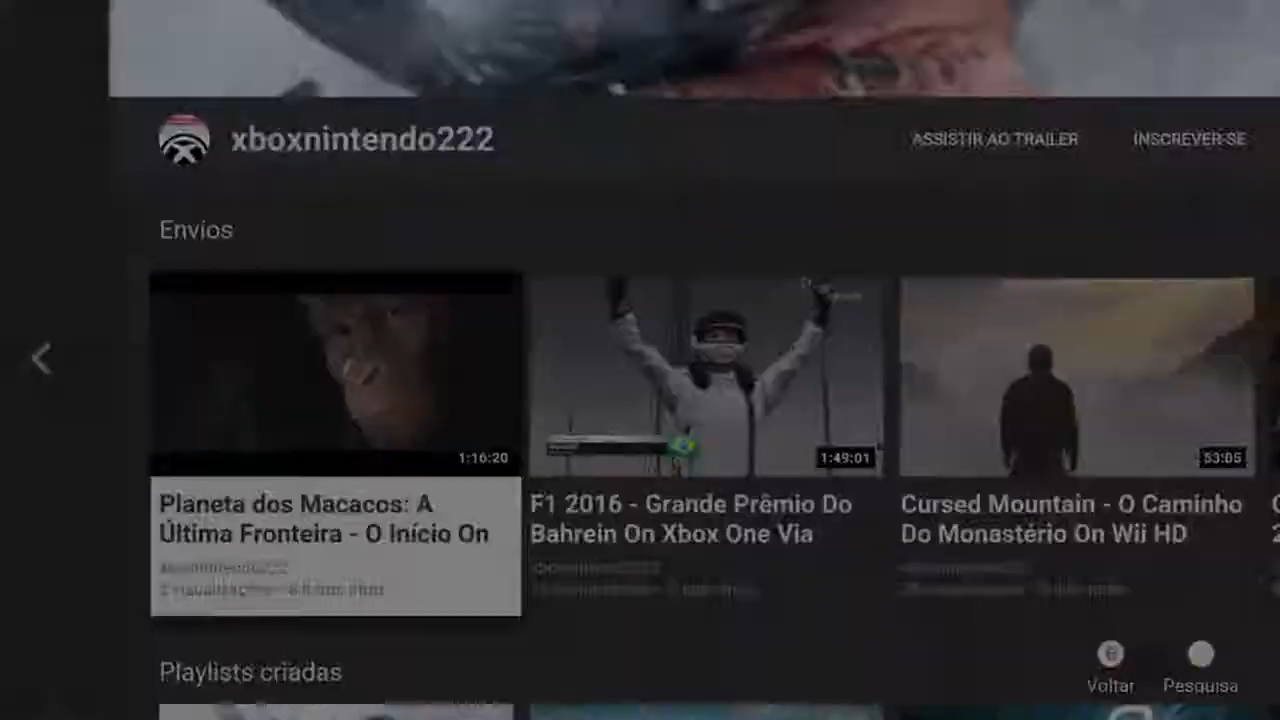 xboxnintendo222
ASSISTIR AO TRAILER
INSCREVER-SE
Envios
1:16:20
1:49:01
53:05
Planeta dos Macacos: A
Última Fronteira - O Início On
F1 2016 - Grande Prêmio Do
Bahrein On Xbox One Via
Cursed Mountain - O Caminho
Do Monastério On Wii HD
xboxnintendo222
Playlists criadas
B
Voltar
Pesquisa